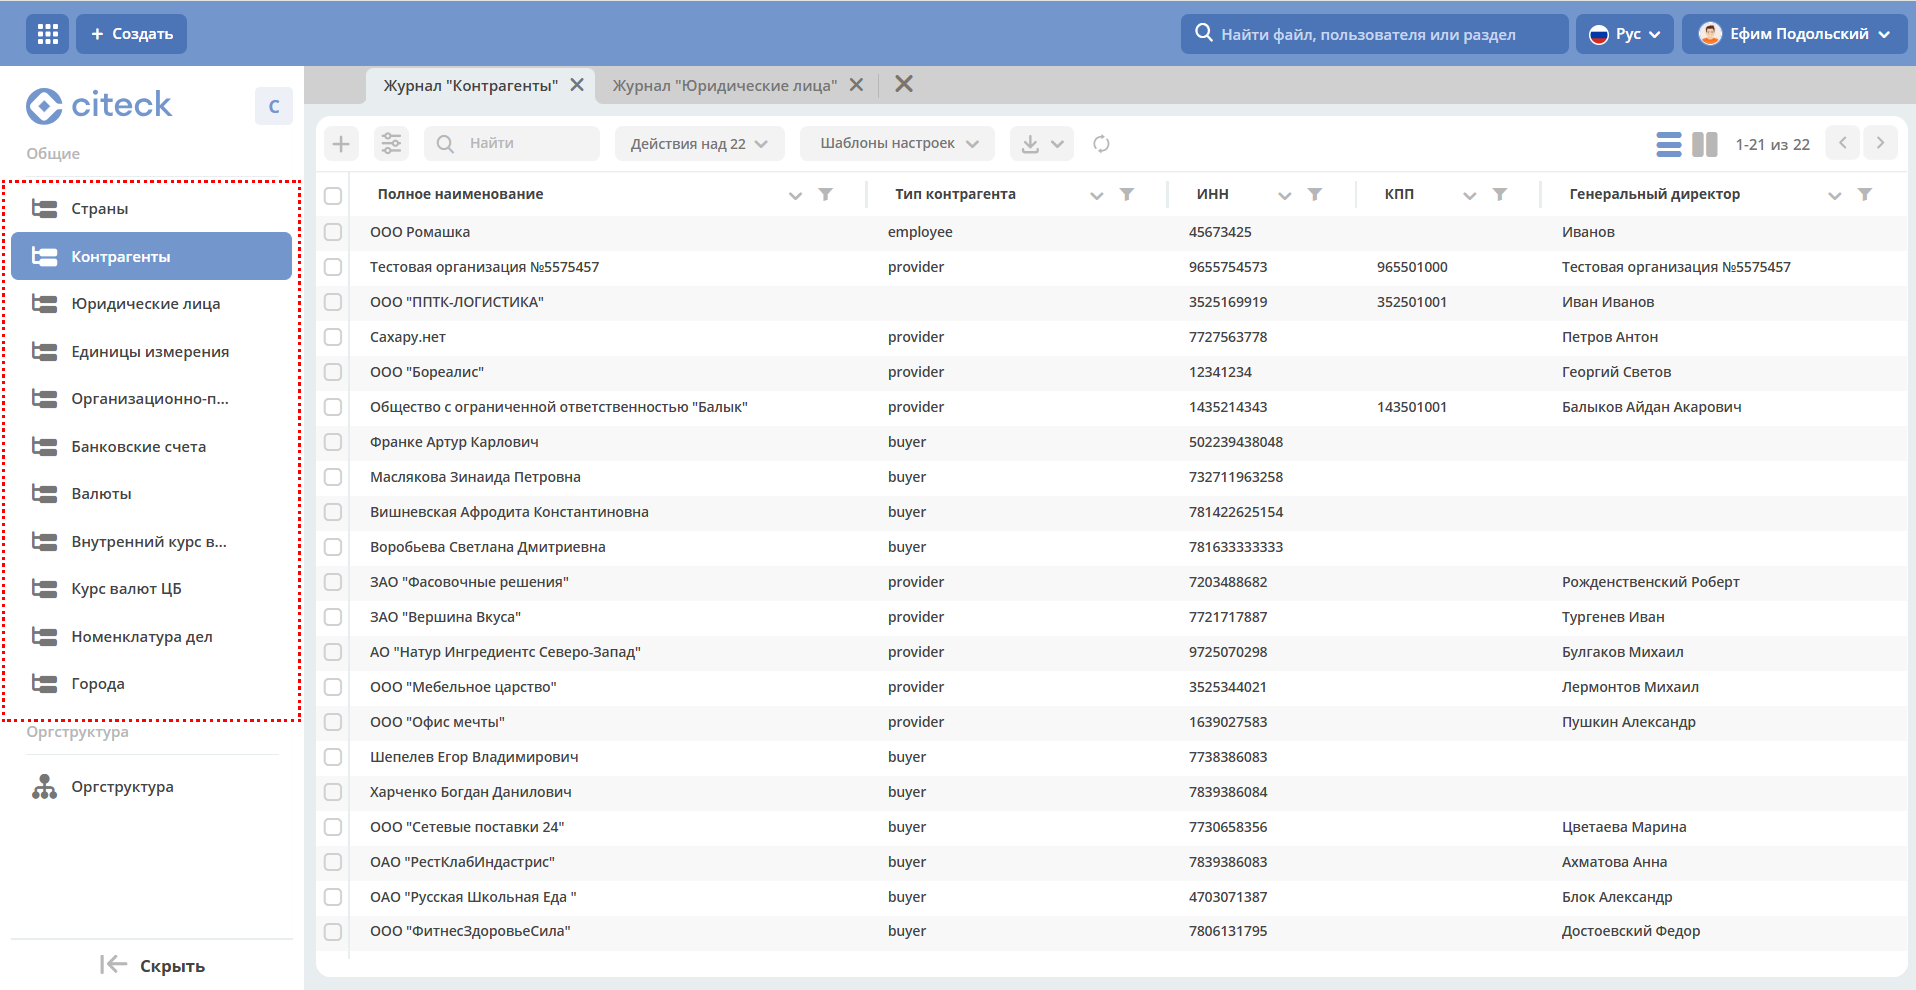 + Создать
Найти файл, пользователя или раздел
Рус
Ефим Подольский
citeck
C
Журнал "Контрагенты"
Журнал "Юридические лица"
Общие
Страны
Контрагенты
Юридические лица
Единицы измерения
Организационно-п...
Банковские счета
Валюты
Внутренний курс в...
Курс валют ЦБ
Номенклатура дел
Города
Оргструктура
Оргструктура
Скрыть
Найти
Действия над 22
Шаблоны настроек
1-21 из 22
Полное наименование Тип контрагента ИНН КПП Генеральный директор
ООО Ромашка employee 45673425 Иванов
Тестовая организация №5575457 provider 9655754573 965501000 Тестовая организация №5575457
ООО "ППТК-ЛОГИСТИКА" 3525169919 352501001 Иван Иванов
Сахару.нет provider 7727563778 Петров Антон
ООО "Бореалис" provider 12341234 Георгий Светов
Общество с ограниченной ответственностью "Балык" provider 1435214343 143501001 Балыков Айдан Акарович
Франке Артур Карлович buyer 502239438048
Маслякова Зинаида Петровна buyer 732711963258
Вишневская Афродита Константиновна buyer 781422625154
Воробьева Светлана Дмитриевна buyer 781633333333
ЗАО "Фасовочные решения" provider 7203488682 Рожденственский Роберт
ЗАО "Вершина Вкуса" provider 7721717887 Тургенев Иван
АО "Натур Ингредиентс Северо-Запад" provider 9725070298 Булгаков Михаил
ООО "Мебельное царство" provider 3525344021 Лермонтов Михаил
ООО "Офис мечты" provider 1639027583 Пушкин Александр
Шепелев Егор Владимирович buyer 7738386083
Харченко Богдан Данилович buyer 7839386084
ООО "Сетевые поставки 24" buyer 7730658356 Цветаева Марина
ОАО "РестКлабИндастрис" buyer 7839386083 Ахматова Анна
ОАО "Русская Школьная Еда " buyer 4703071387 Блок Александр
ООО "ФитнесЗдоровьеСила" buyer 7806131795 Достоевский Федор